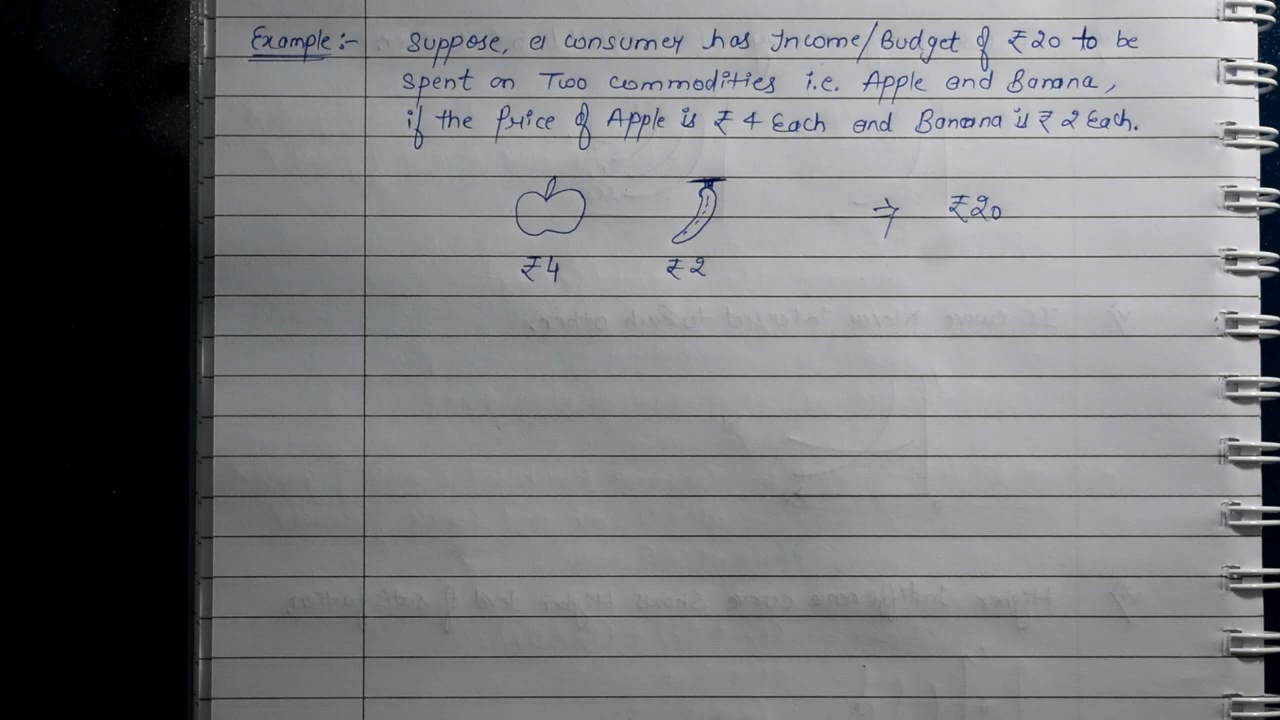 Example :- Suppose, a consumer has Income/Budget of ₹20 to be
spent on Two commodities i.e. Apple and Banana,
if the Price of Apple is ₹ 4 Each and Banana is ₹ 2 Each.
⇒ ₹20
₹4 ₹2